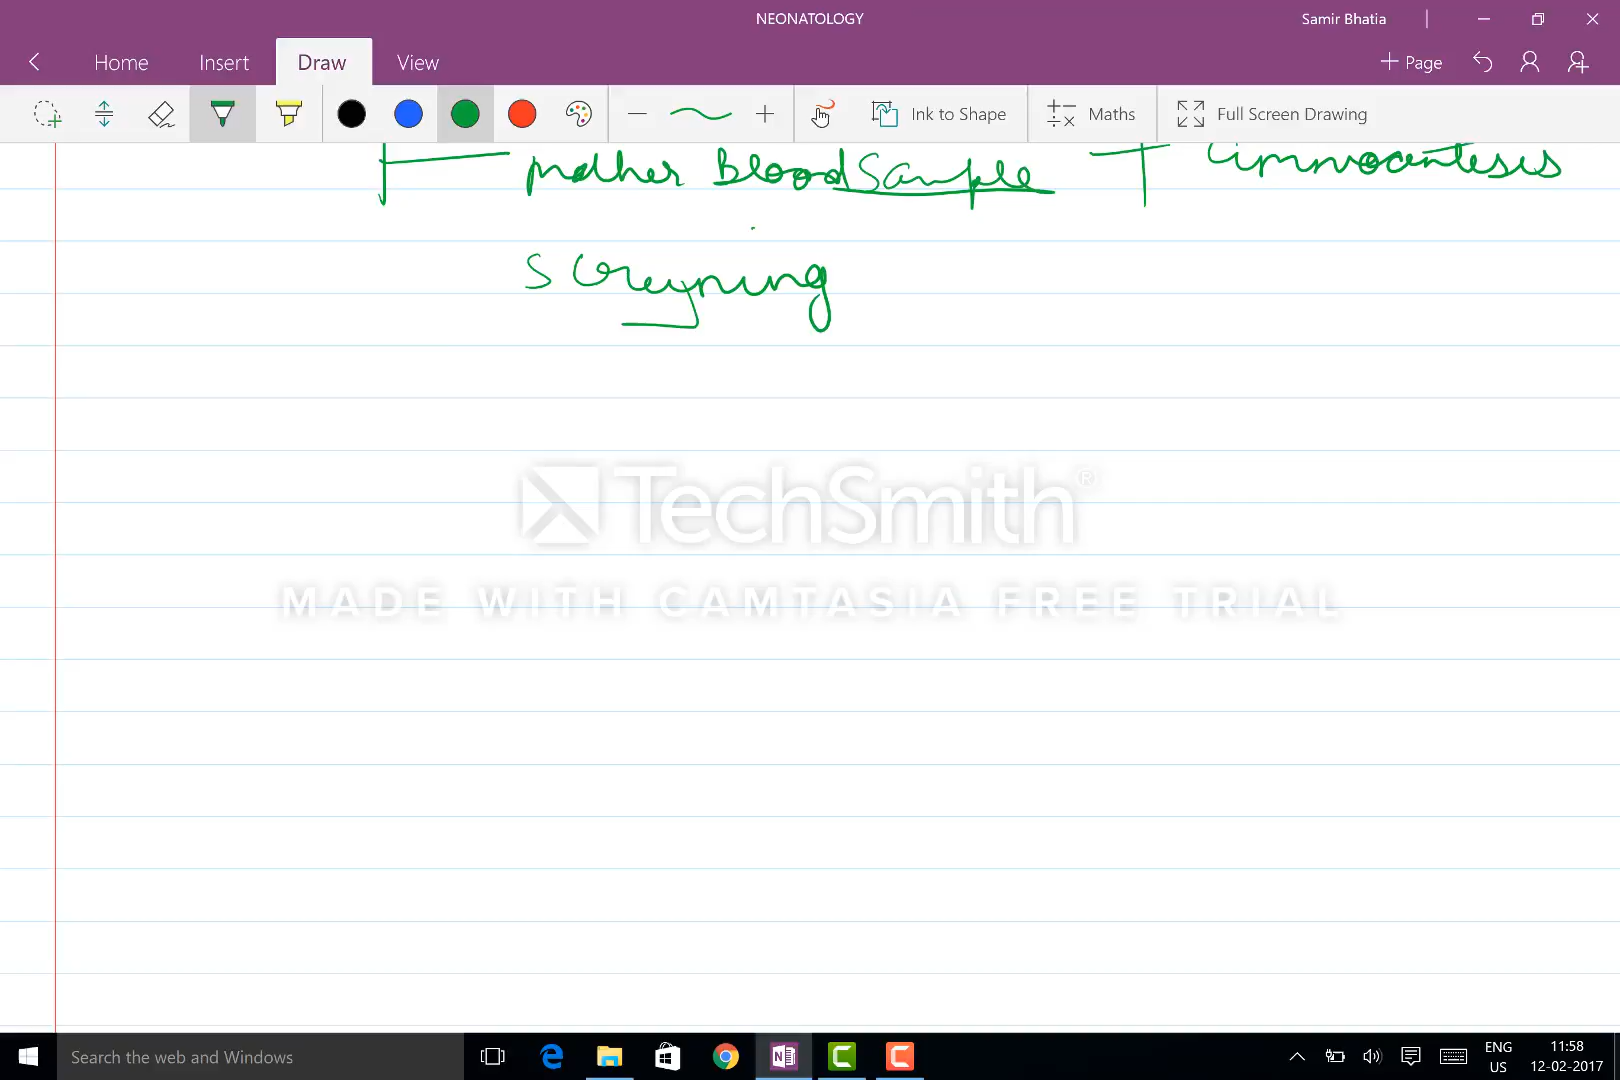 NEONATOLOGY
Samir Bhatia
Home Insert Draw View
Page
Ink to Shape Maths Full Screen Drawing
Mother Blood Sample
Screyning
TechSmith®
MADE WITH CAMTASIA FREE TRIAL
Search the web and Windows
ENG
US
11:58
12-02-2017